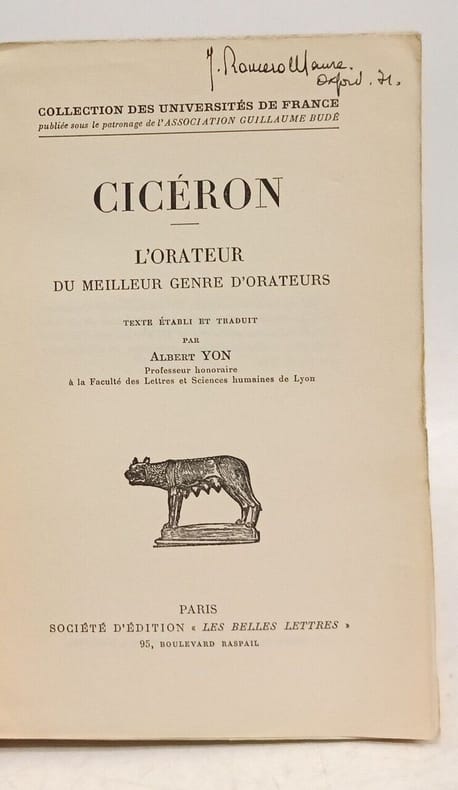 J. Romero Maura.
Oxford. 71.
COLLECTION DES UNIVERSITÉS DE FRANCE
publiée sous le patronage de l'ASSOCIATION GUILLAUME BUDÉ
CICÉRON
L'ORATEUR
DU MEILLEUR GENRE D'ORATEURS
TEXTE ÉTABLI ET TRADUIT
PAR
ALBERT YON
Professeur honoraire
à la Faculté des Lettres et Sciences humaines de Lyon
PARIS
SOCIÉTÉ D'ÉDITION « LES BELLES LETTRES »
95, BOULEVARD RASPAIL